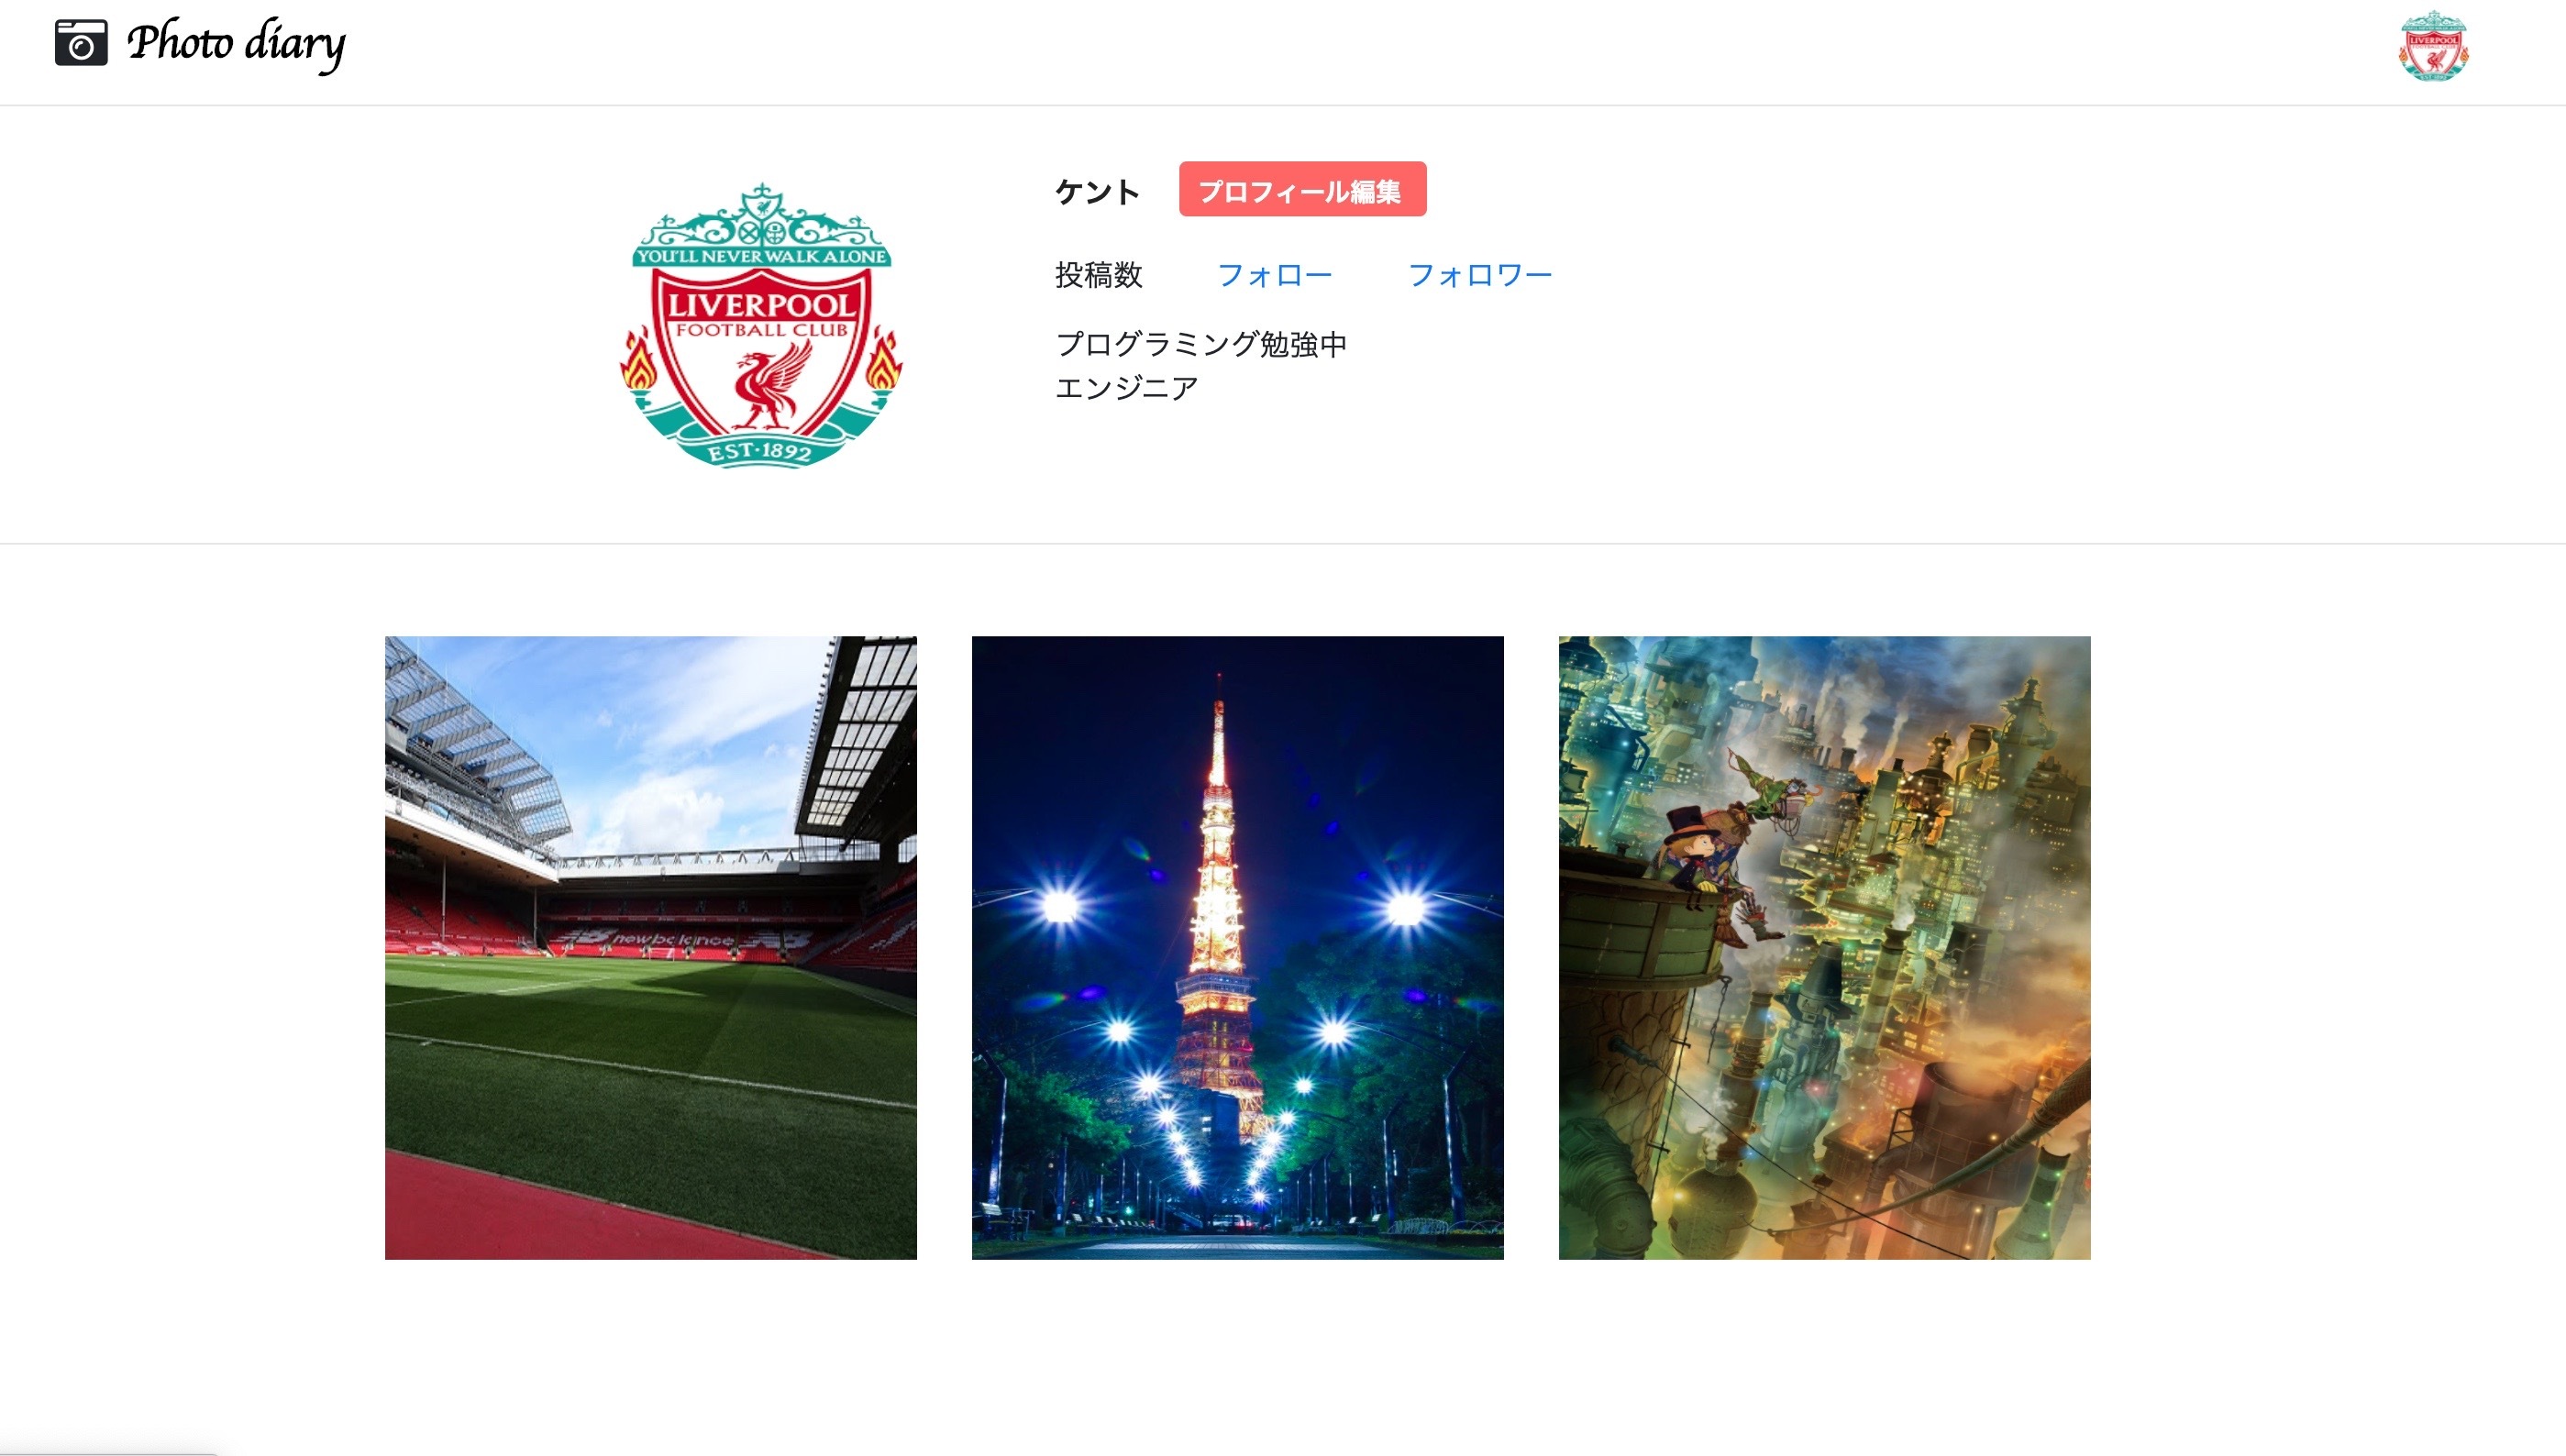 Photo diary
LIVERPOOL
ケント
プロフィール編集
YOU'LL NEVER WALK ALONE
LIVERPOOL
FOOTBALL CLUB
EST·1892
投稿数 フォロー フォロワー
プログラミング勉強中
エンジニア
new balance